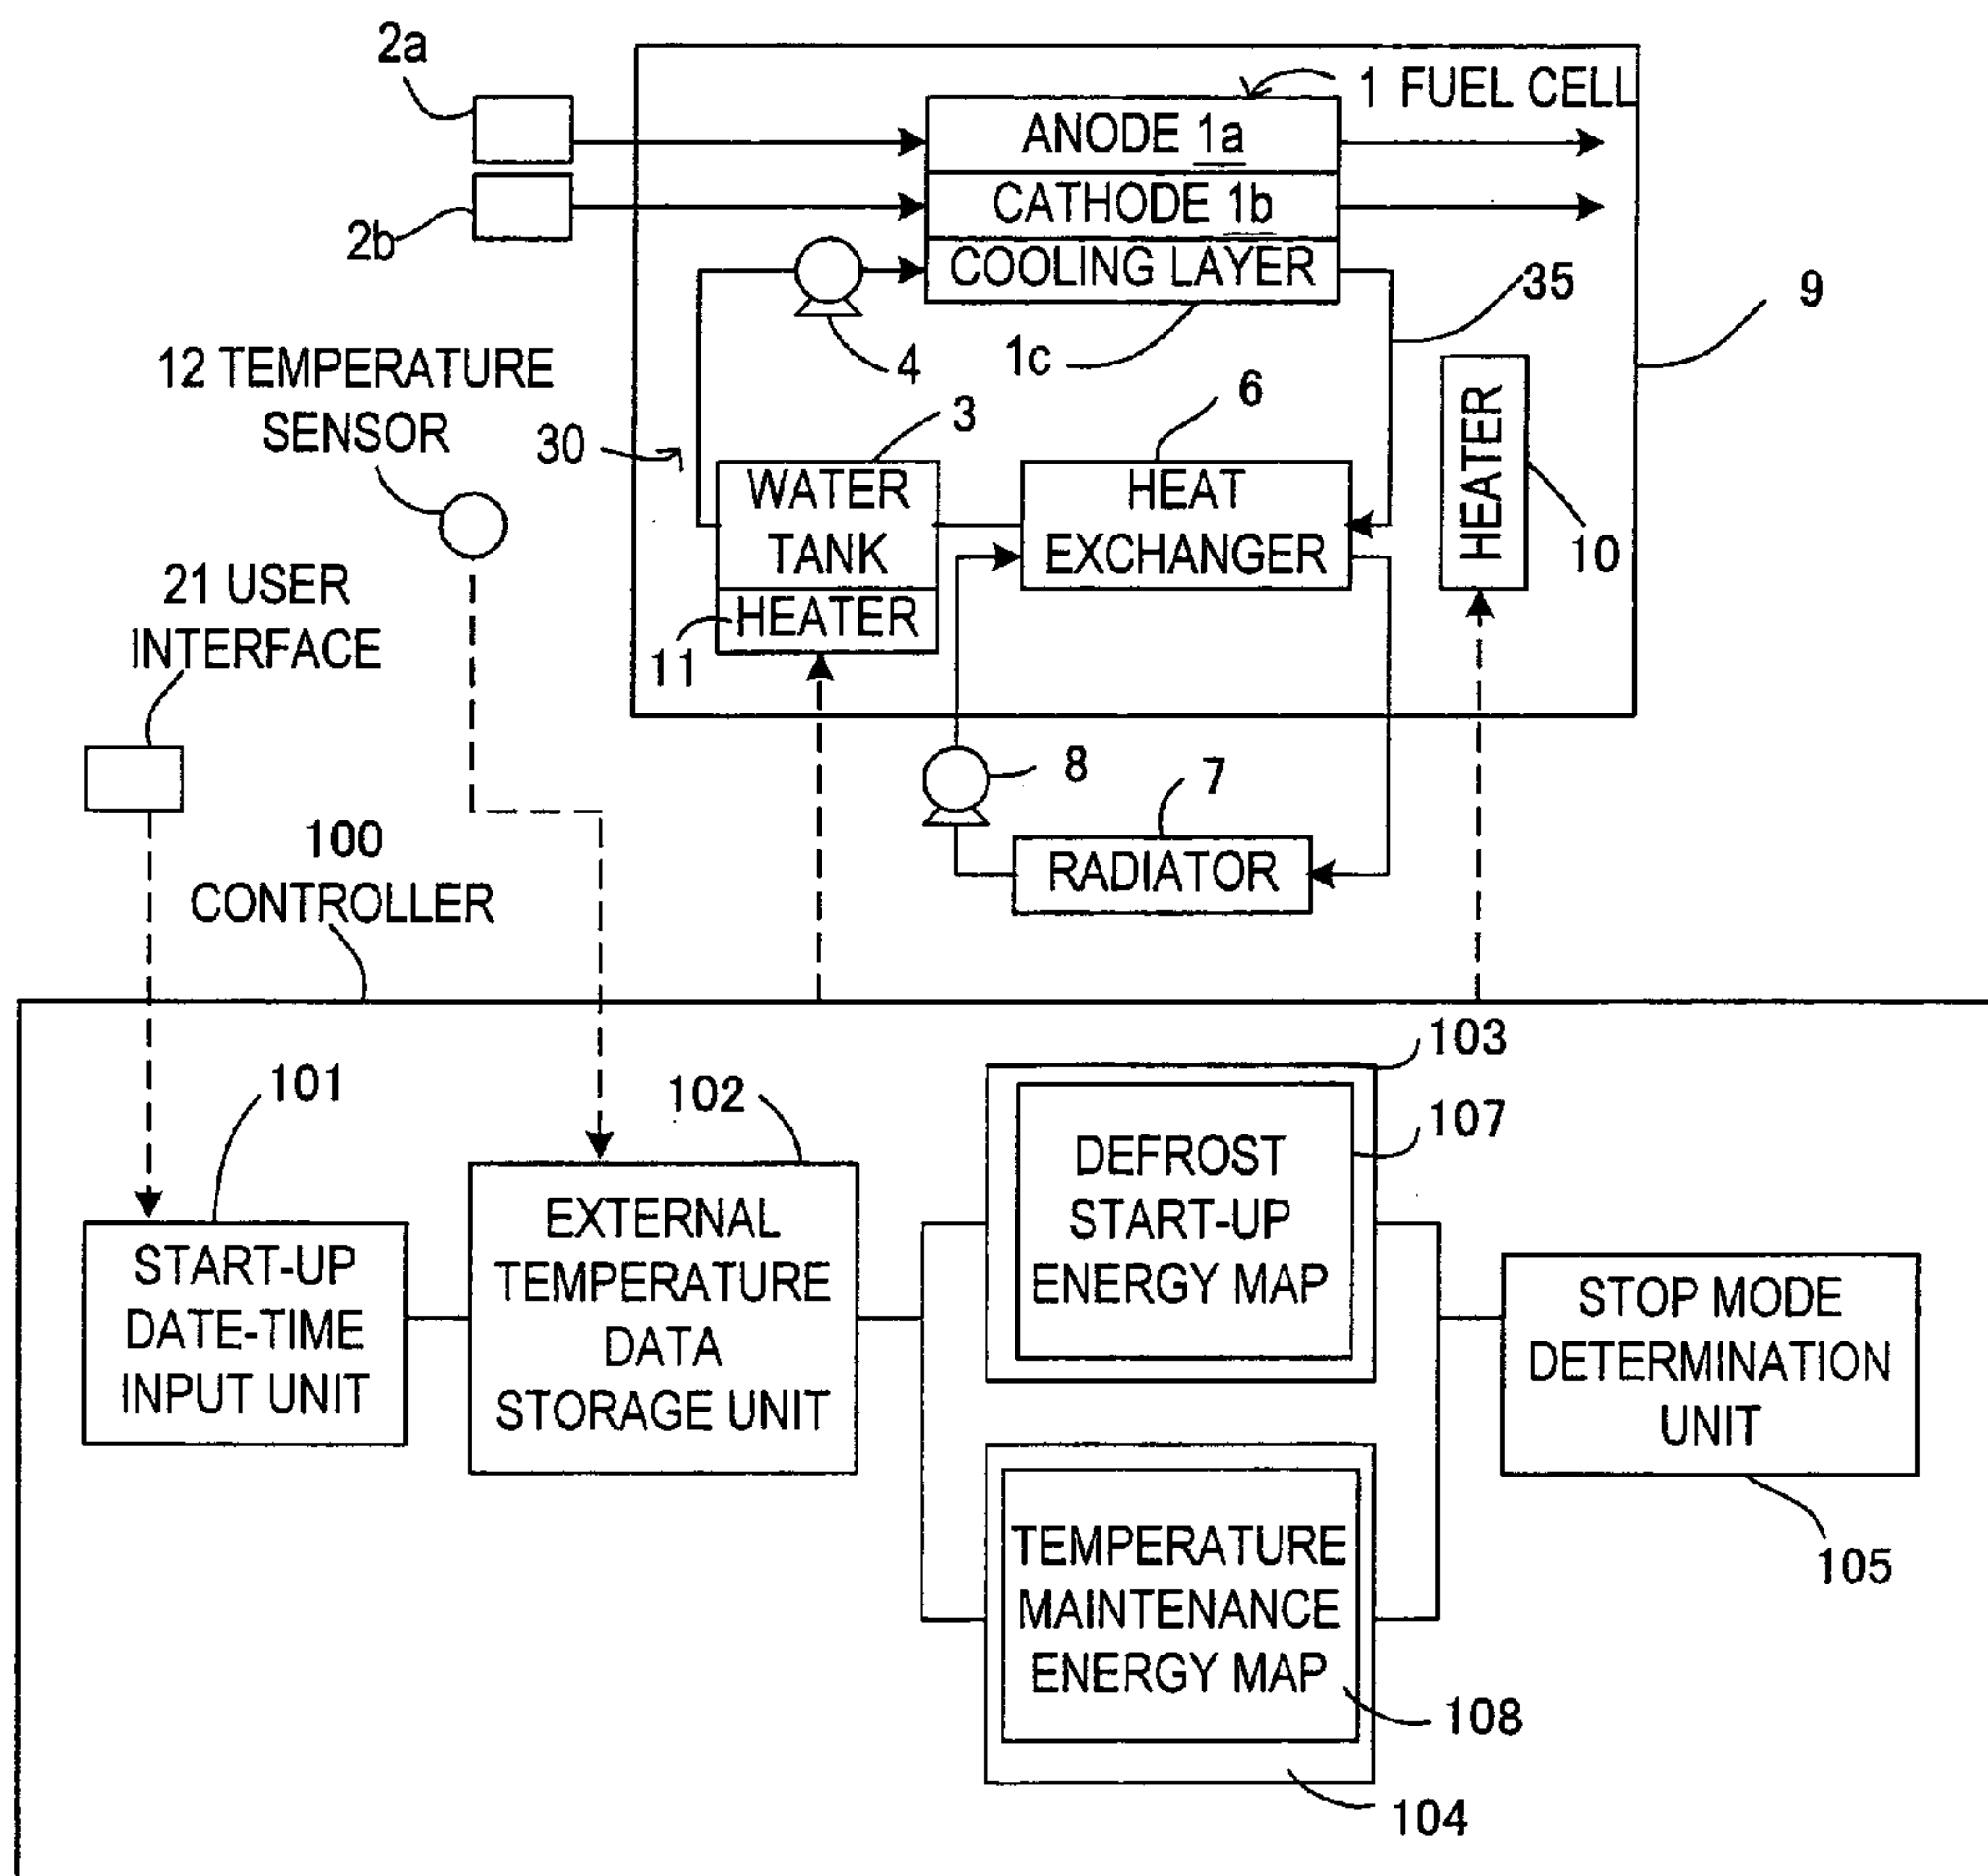 2a
1 FUEL CELL
ANODE 1a
CATHODE 1b
2b
COOLING LAYER
35
9
4
1c
12 TEMPERATURE
SENSOR
30
3
6
WATER
TANK
HEAT
EXCHANGER
HEATER
10
HEATER
11
21 USER
INTERFACE
8
7
RADIATOR
100
CONTROLLER
103
101
102
107
DEFROST
START-UP
ENERGY MAP
EXTERNAL
TEMPERATURE
DATA
STORAGE UNIT
START-UP
DATE-TIME
INPUT UNIT
STOP MODE
DETERMINATION
UNIT
105
TEMPERATURE
MAINTENANCE
ENERGY MAP
108
104